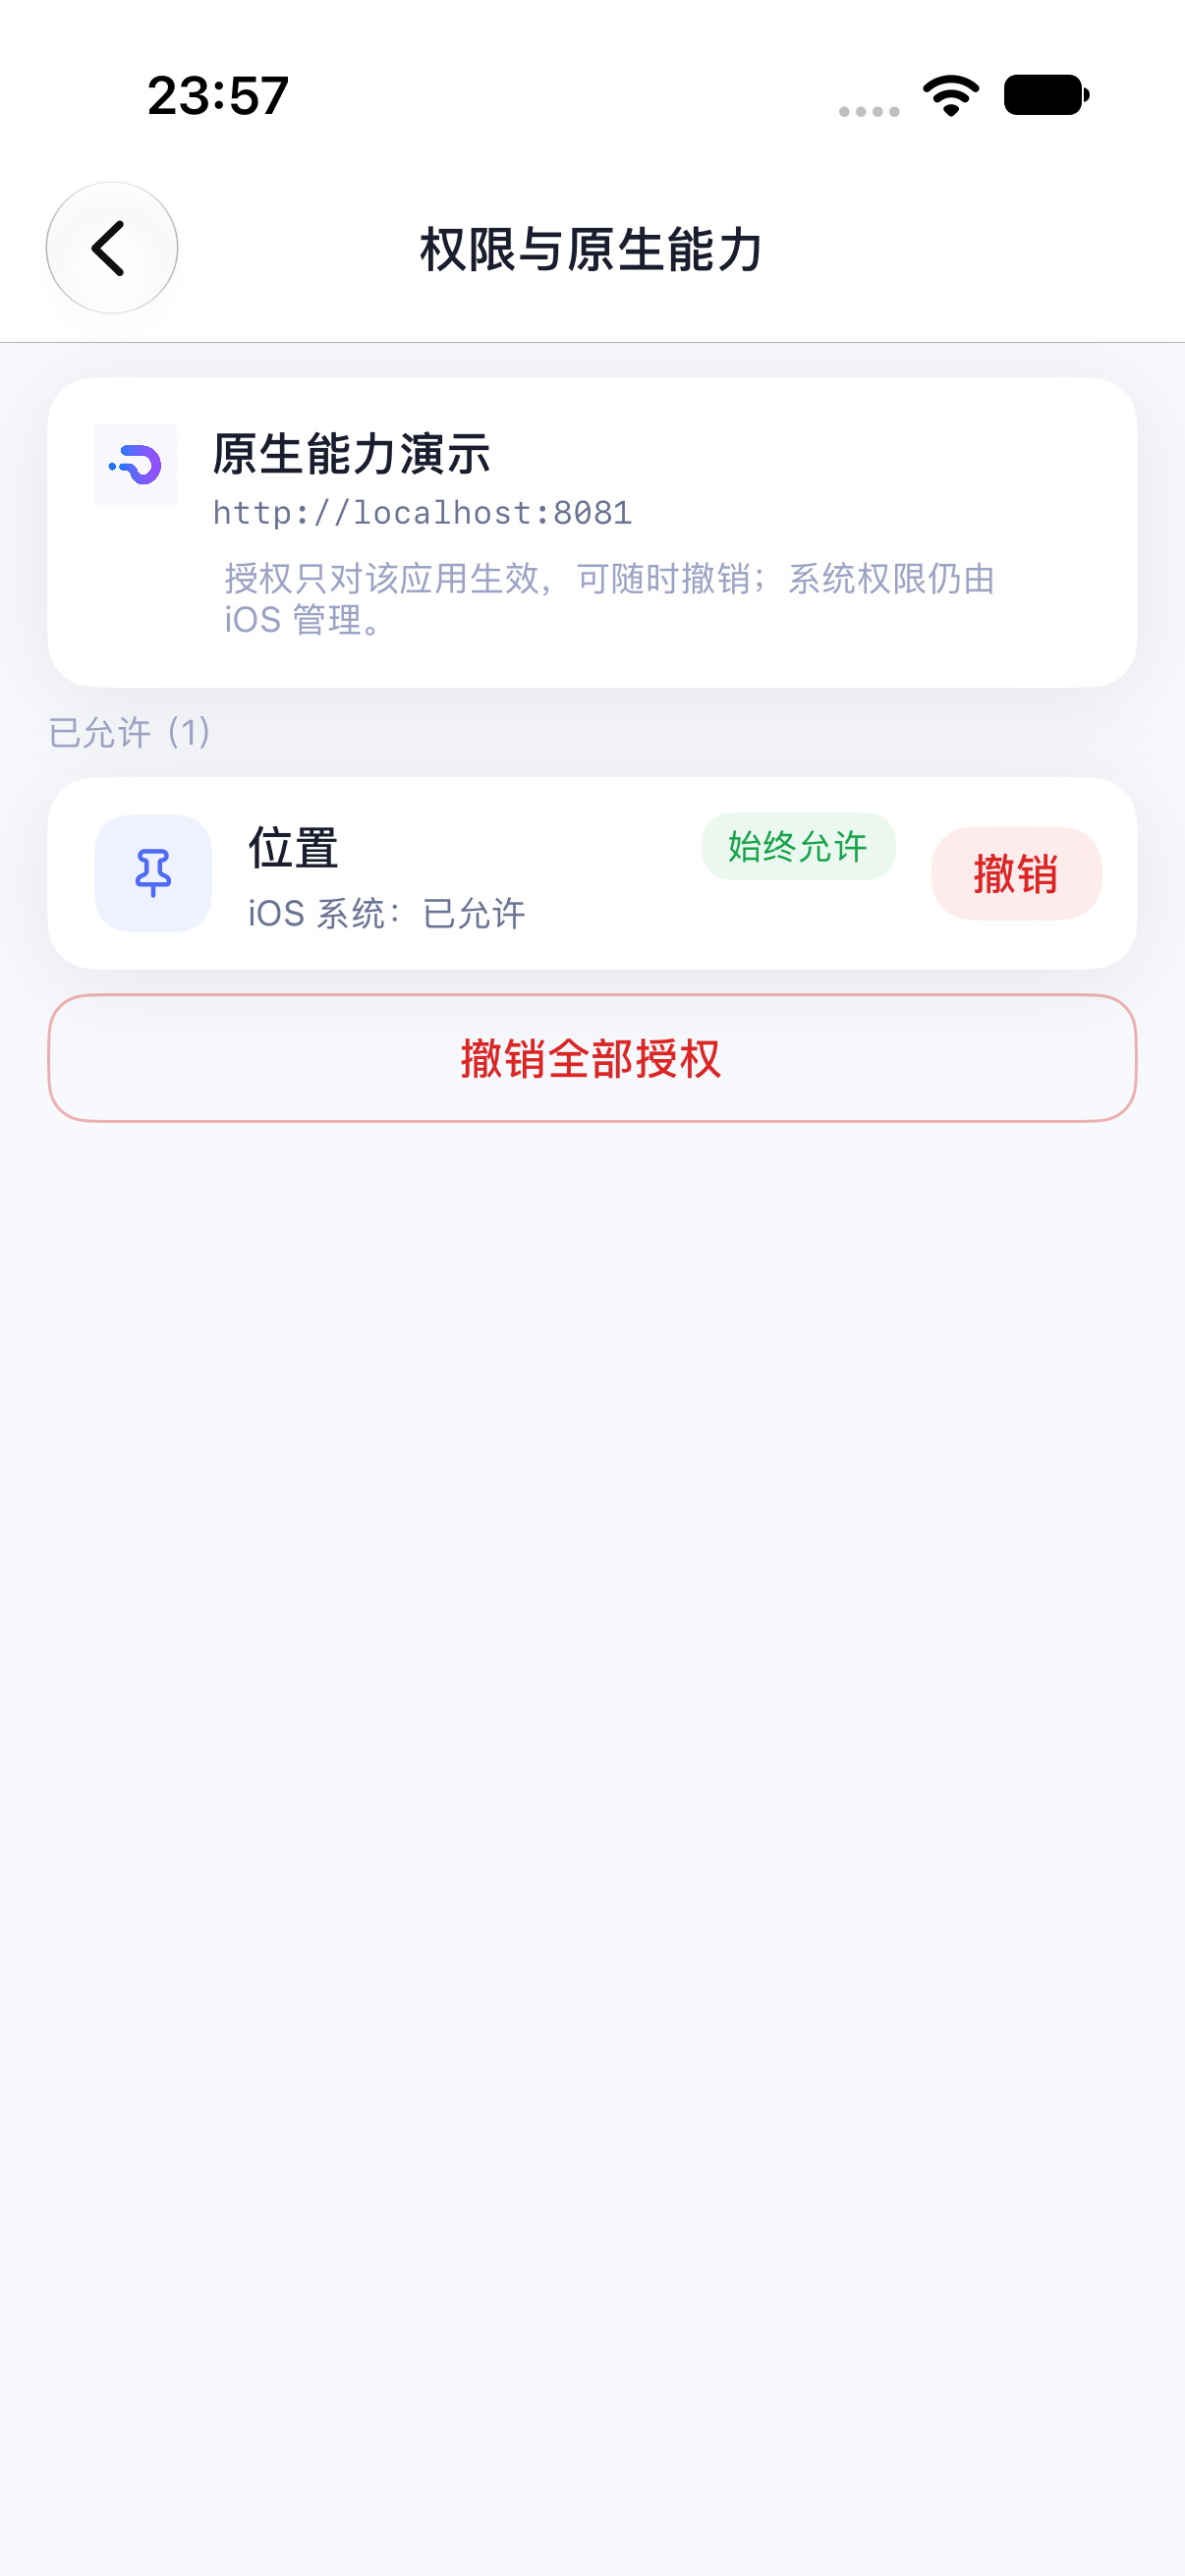 23:57
权限与原生能力
原生能力演示
http://localhost:8081
授权只对该应用生效，可随时撤销；系统权限仍由
iOS 管理。
已允许 (1)
位置
始终允许
撤销
iOS 系统：已允许
撤销全部授权